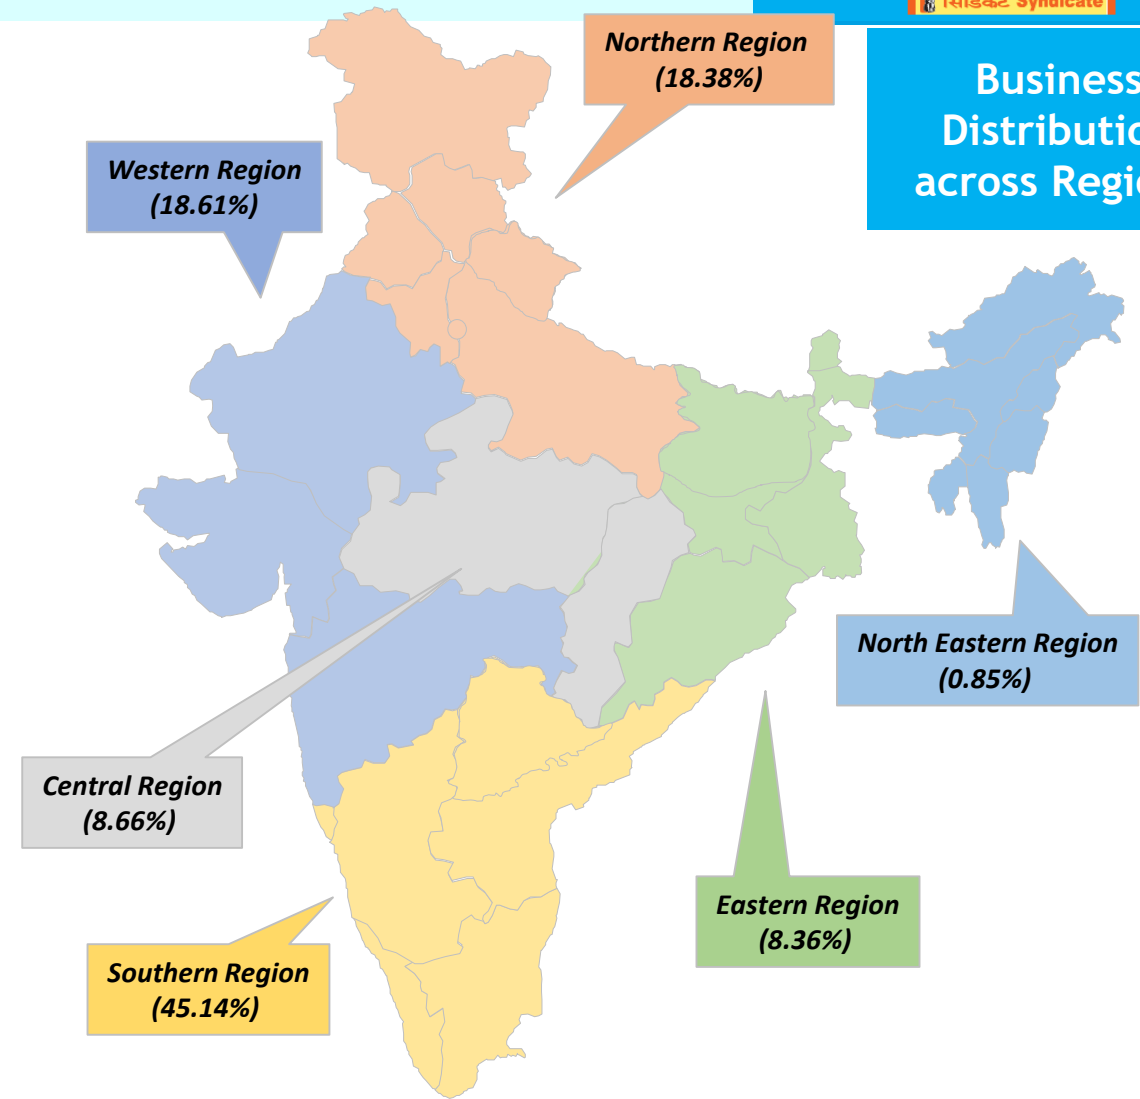 सिंडिकेट Syndicate
Northern Region
(18.38%)
Business
Distributio
across Regi
Western Region
(18.61%)
North Eastern Region
(0.85%)
Central Region
(8.66%)
Eastern Region
(8.36%)
Southern Region
(45.14%)